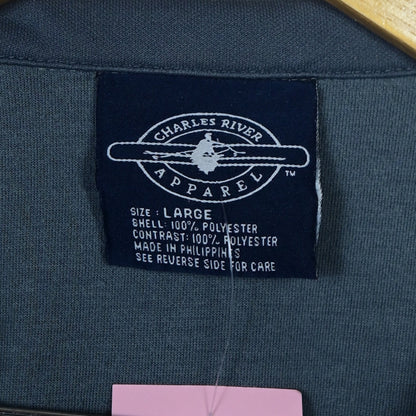 CHARLES RIVER
APPAREL
TM
SIZE : LARGE
SHELL: 100% POLYESTER
CONTRAST: 100% POLYESTER
MADE IN PHILIPPINES
SEE REVERSE SIDE FOR CARE